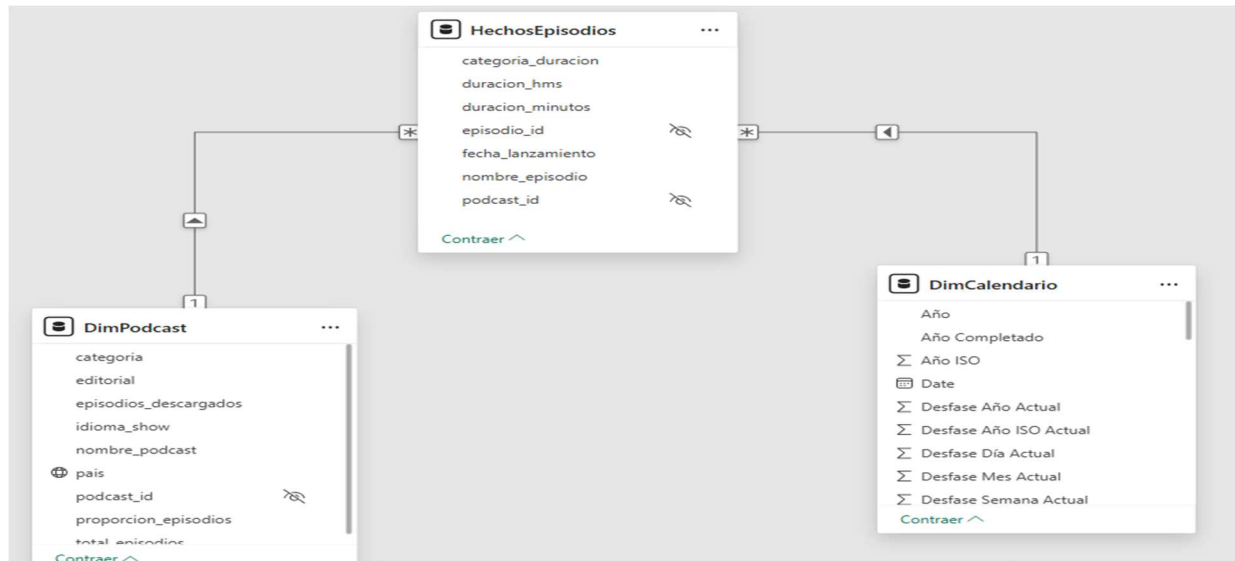 HechosEpisodios
categoria_duracion
duracion_hms
duracion_minutos
episodio_id
fecha_lanzamiento
nombre_episodio
podcast_id
Contraer
*
*
1
1
DimPodcast
categoria
editorial
episodios_descargados
idioma_show
nombre_podcast
pais
podcast_id
proporcion_episodios
total_episodios
Contraer
DimCalendario
Año
Año Completado
Σ Año ISO
Date
Σ Desfase Año Actual
Σ Desfase Año ISO Actual
Σ Desfase Día Actual
Σ Desfase Mes Actual
Σ Desfase Semana Actual
Contraer